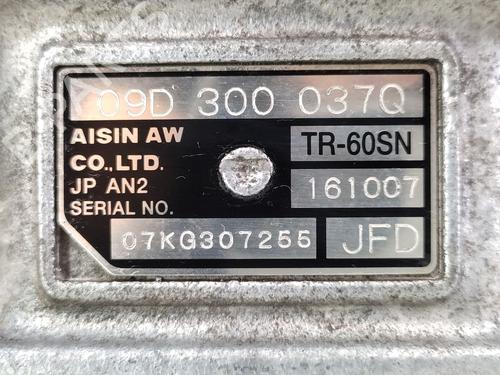 09D 300 037Q
AISIN AW
CO.,LTD.
JP AN2
SERIAL NO.
TR-60SN
161007
07KG307255
JFD